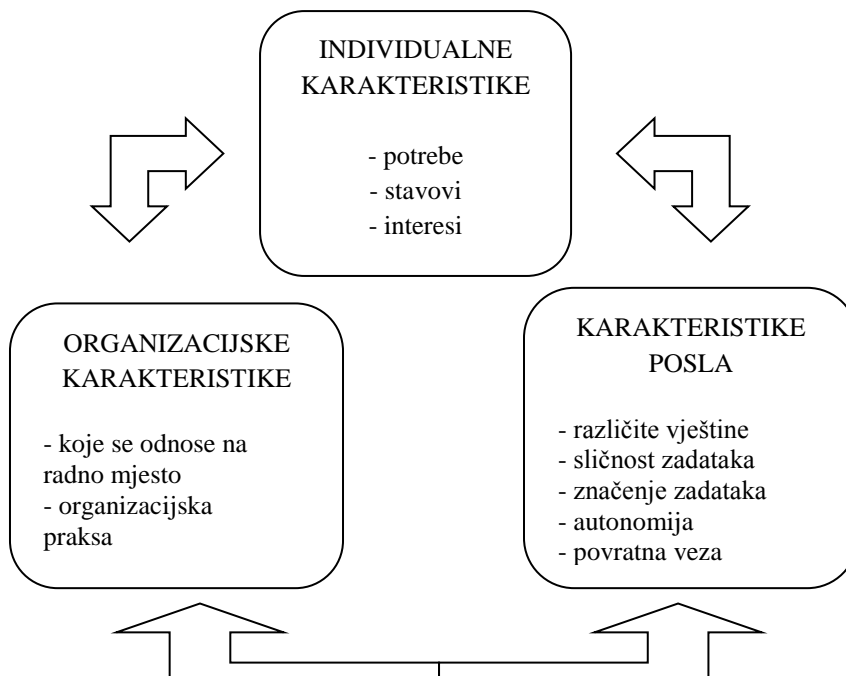 INDIVIDUALNE
KARAKTERISTIKE
- potrebe
- stavovi
- interesi
ORGANIZACIJSKE
KARAKTERISTIKE
- koje se odnose na
radno mjesto
- organizacijska
praksa
KARAKTERISTIKE
POSLA
- različite vještine
- sličnost zadataka
- značenje zadataka
- autonomija
- povratna veza